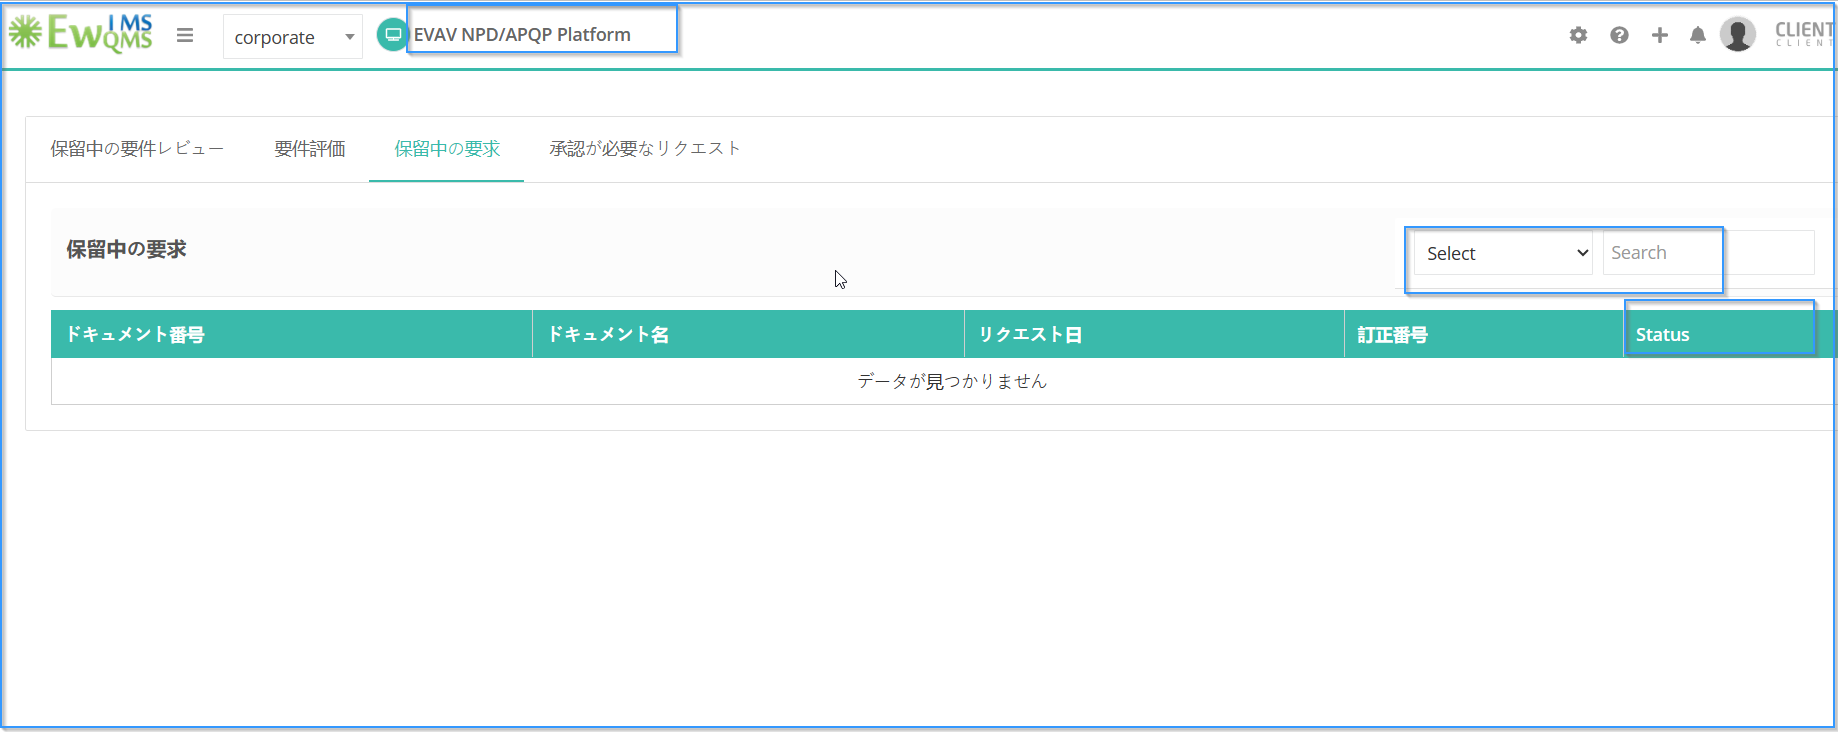 EwQMS IMS
corporate
EVAV NPD/APQP Platform
CLIENT
CLIENT
保留中の要件レビュー 要件評価 保留中の要求 承認が必要なリクエスト
保留中の要求
Select Search
ドキュメント番号 ドキュメント名 リクエスト日 訂正番号 Status
データが見つかりません